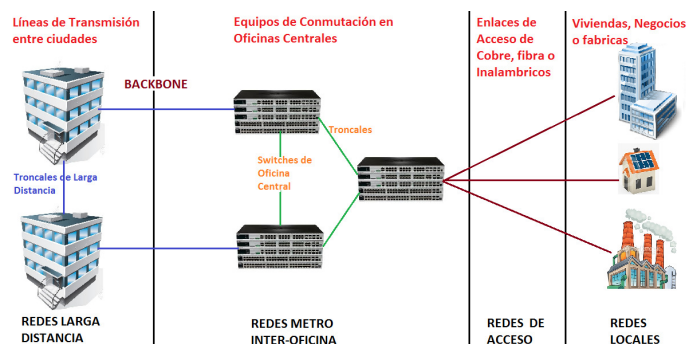 Líneas de Transmisión
entre ciudades
Equipos de Conmutación en
Oficinas Centrales
Enlaces de
Acceso de
Cobre, fibra o
Inalambricos
Viviendas, Negocios
o fabricas
BACKBONE
Troncales
Switches de
Oficina
Central
Troncales de Larga
Distancia
REDES LARGA
DISTANCIA
REDES METRO
INTER-OFICINA
REDES DE
ACCESO
REDES
LOCALES